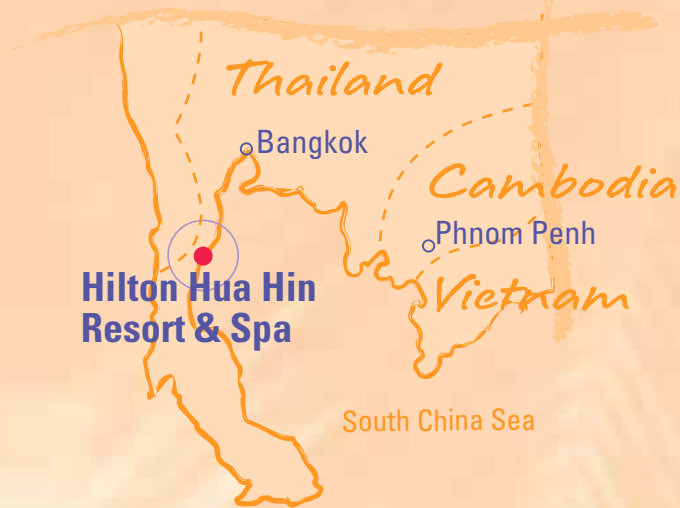 Thailand
Bangkok
Cambodia
Phnom Penh
Hilton Hua Hin
Resort & Spa
Vietnam
South China Sea